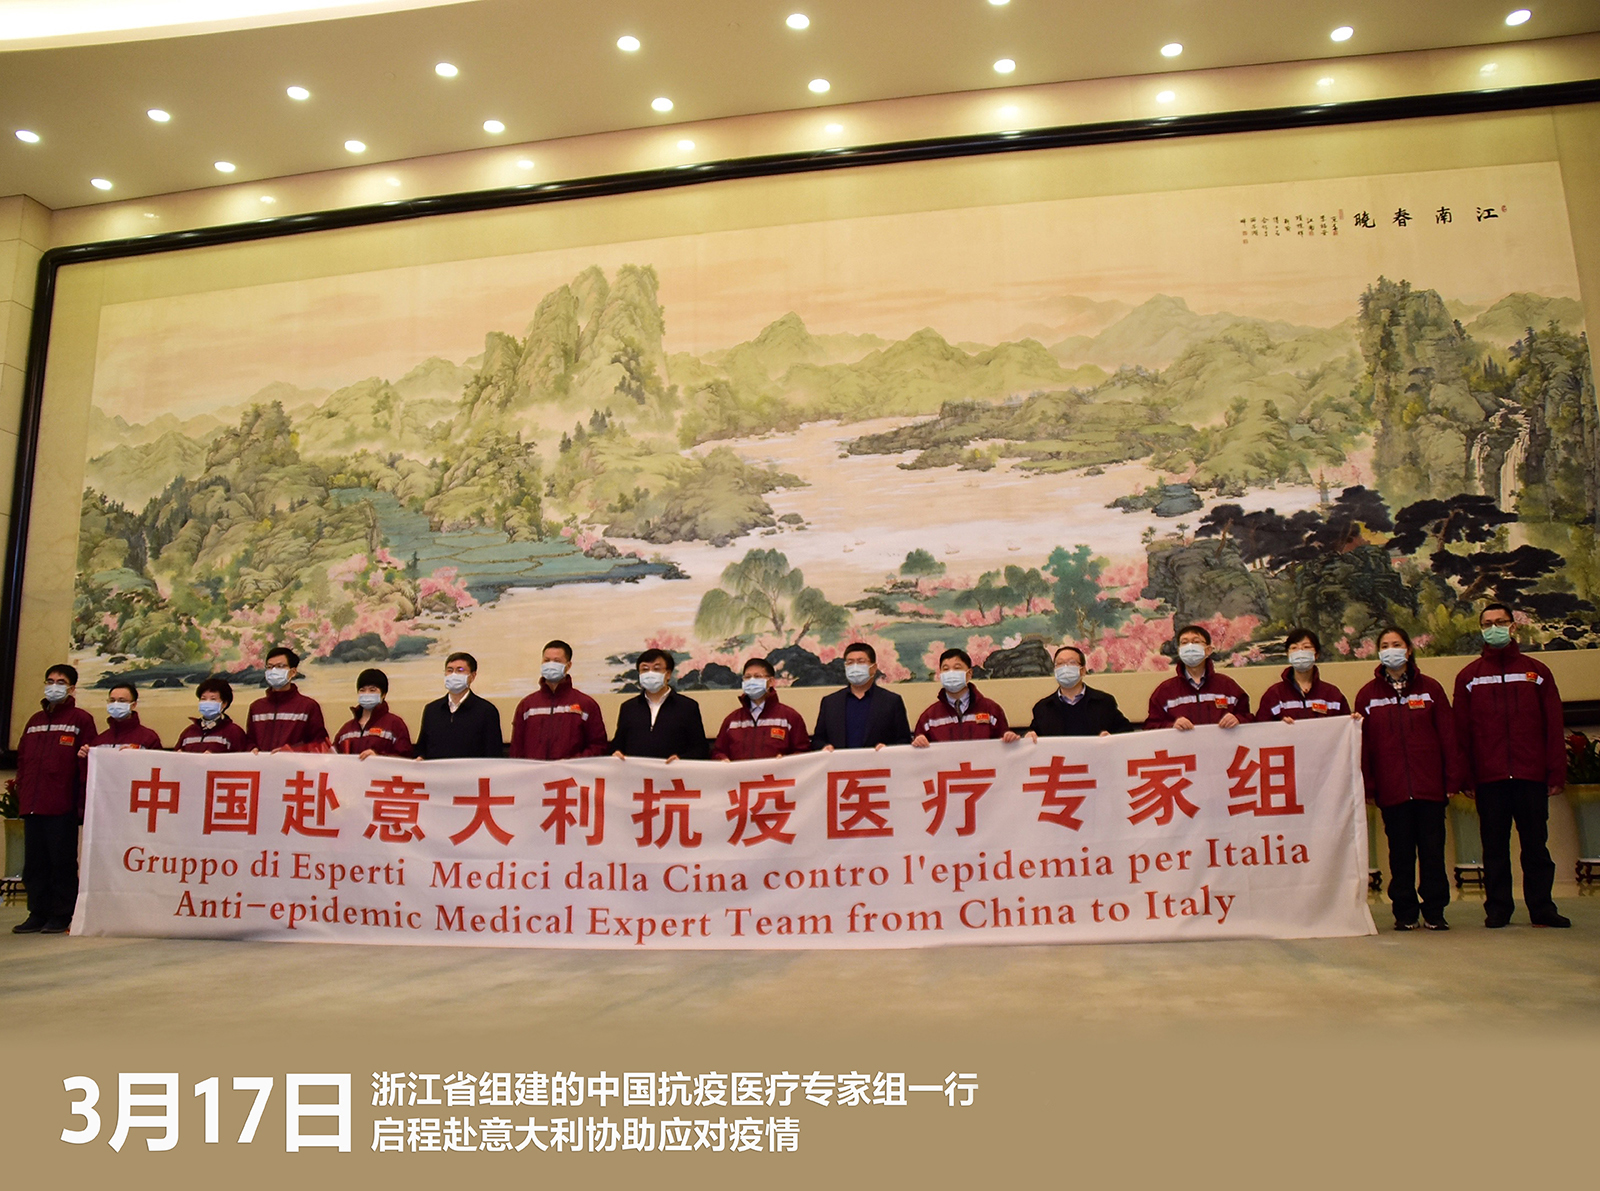 江南春晚
中国赴意大利抗疫医疗专家组
Gruppo di Esperti Medici dalla Cina contro l'epidemia per Italia
Anti-epidemic Medical Expert Team from China to Italy
3月17日
浙江省组建的中国抗疫医疗专家组一行
启程赴意大利协助应对疫情